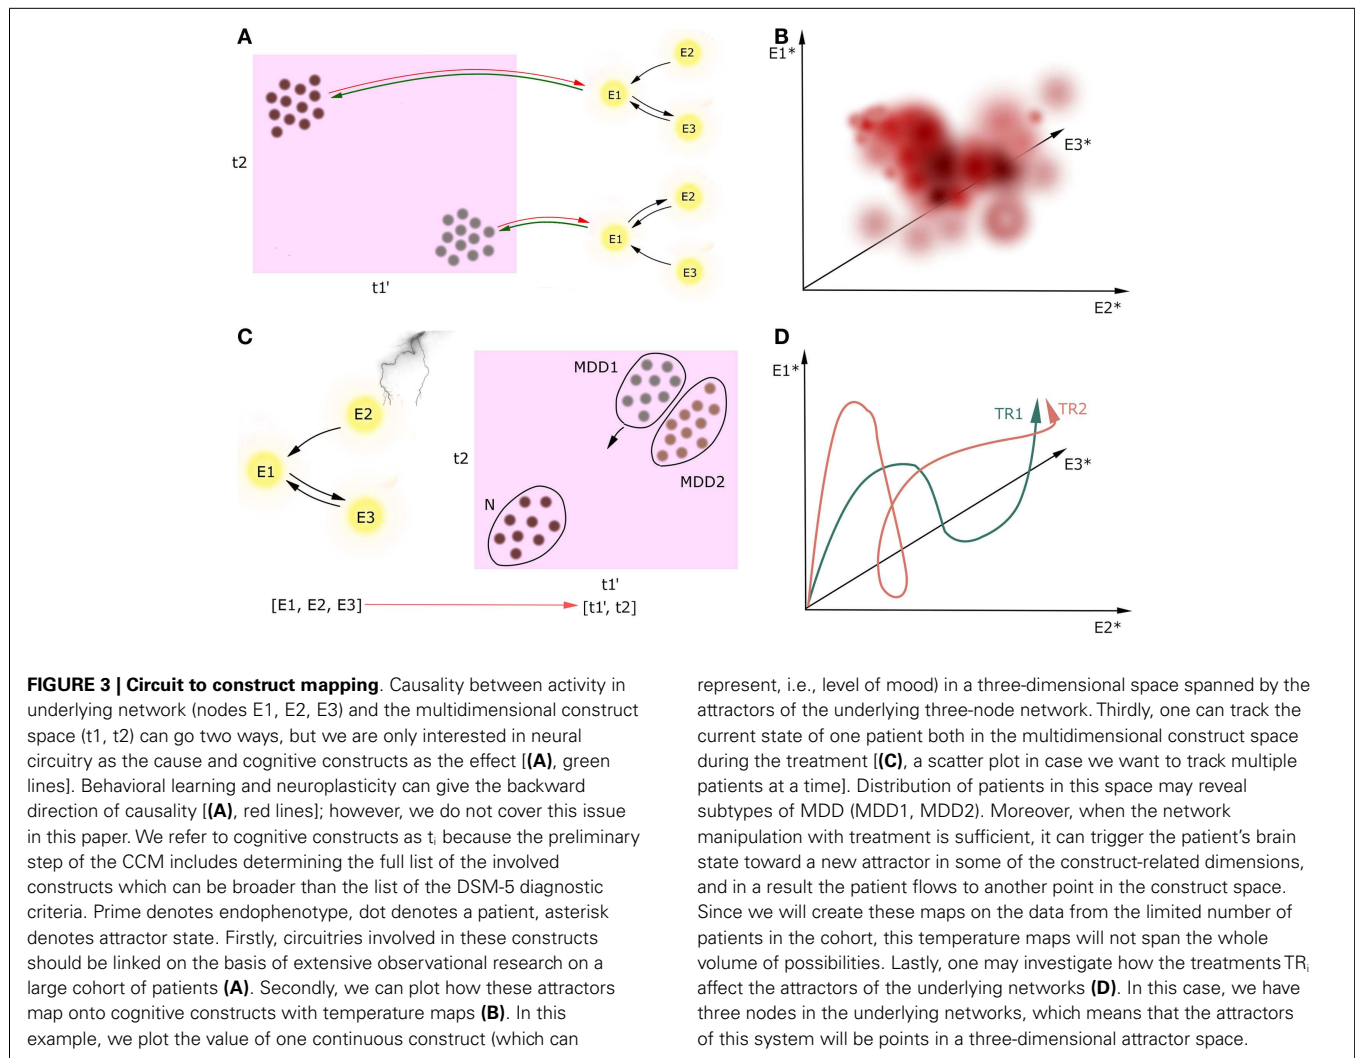 A
E2
E1
E3
t2
E2
E1
E3
t1'
B
E1*
E3*
E2*
C
E2
E1
E3
MDD1
t2
MDD2
N
t1'
[E1, E2, E3]
[t1', t2]
D
E1*
TR1
TR2
E3*
E2*
FIGURE 3 | Circuit to construct mapping. Causality between activity in
underlying network (nodes E1, E2, E3) and the multidimensional construct
space (t1, t2) can go two ways, but we are only interested in neural
circuitry as the cause and cognitive constructs as the effect [(A), green
lines]. Behavioral learning and neuroplasticity can give the backward
direction of causality [(A), red lines]; however, we do not cover this issue
in this paper. We refer to cognitive constructs as ti because the preliminary
step of the CCM includes determining the full list of the involved
constructs which can be broader than the list of the DSM-5 diagnostic
criteria. Prime denotes endophenotype, dot denotes a patient, asterisk
denotes attractor state. Firstly, circuitries involved in these constructs
should be linked on the basis of extensive observational research on a
large cohort of patients (A). Secondly, we can plot how these attractors
map onto cognitive constructs with temperature maps (B). In this
example, we plot the value of one continuous construct (which can
represent, i.e., level of mood) in a three-dimensional space spanned by the
attractors of the underlying three-node network. Thirdly, one can track the
current state of one patient both in the multidimensional construct space
during the treatment [(C), a scatter plot in case we want to track multiple
patients at a time]. Distribution of patients in this space may reveal
subtypes of MDD (MDD1, MDD2). Moreover, when the network
manipulation with treatment is sufficient, it can trigger the patient's brain
state toward a new attractor in some of the construct-related dimensions,
and in a result the patient flows to another point in the construct space.
Since we will create these maps on the data from the limited number of
patients in the cohort, this temperature maps will not span the whole
volume of possibilities. Lastly, one may investigate how the treatments TRi
affect the attractors of the underlying networks (D). In this case, we have
three nodes in the underlying networks, which means that the attractors
of this system will be points in a three-dimensional attractor space.